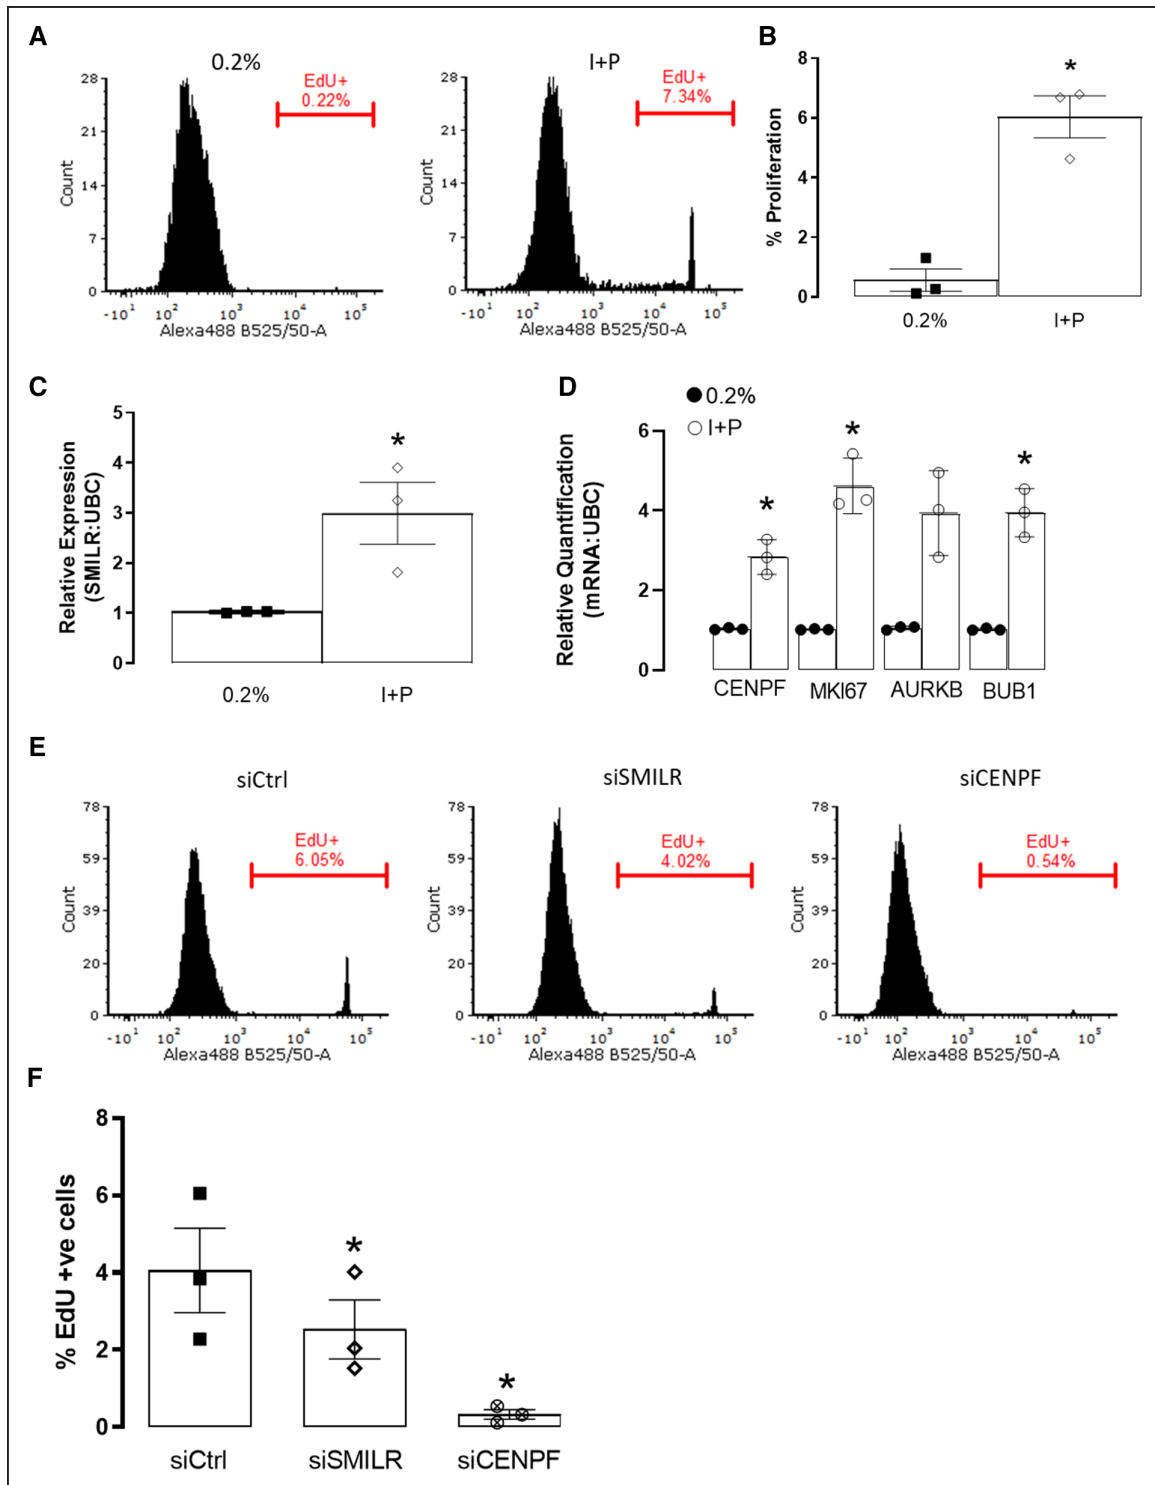 A
0.2%
EdU+
0.22%
28
21
14
7
0
Count
-10¹ 10² 10³ 10⁴ 10⁵
Alexa488 B525/50-A
I+P
EdU+
7.34%
28
21
14
7
0
Count
-10¹ 10² 10³ 10⁴ 10⁵
Alexa488 B525/50-A
B
8
6
4
2
0
% Proliferation
*
0.2% I+P
C
5
4
3
2
1
0
Relative Expression
(SMILR:UBC)
*
0.2% I+P
D
0.2%
I+P
6
4
2
0
Relative Quantification
(mRNA:UBC)
* * *
CENPF MKI67 AURKB BUB1
E
siCtrl
EdU+
6.05%
78
59
39
20
0
Count
-10¹ 10² 10³ 10⁴ 10⁵
Alexa488 B525/50-A
siSMILR
EdU+
4.02%
78
59
39
20
0
Count
-10¹ 10² 10³ 10⁴ 10⁵
Alexa488 B525/50-A
siCENPF
EdU+
0.54%
78
59
39
20
0
Count
-10¹ 10² 10³ 10⁴ 10⁵
Alexa488 B525/50-A
F
8
6
4
2
0
% EdU +ve cells
* *
siCtrl siSMILR siCENPF